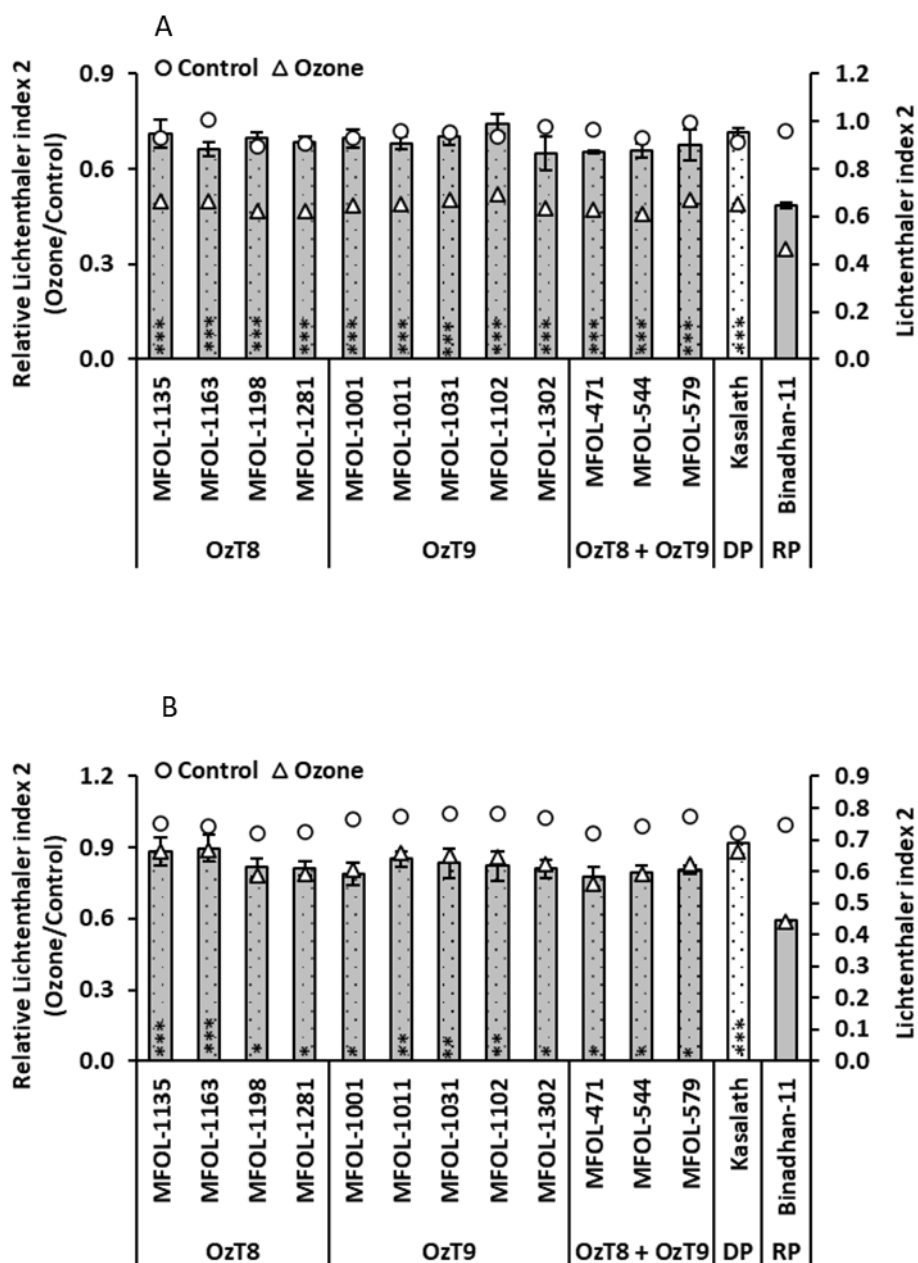 A
○ Control △ Ozone
Relative Lichtenthaler index 2
(Ozone/Control)
0.9
0.6
0.3
0.0
1.2
1.0
0.8
0.6
0.4
0.2
0.0
Lichtenthaler index 2
*** *** *** *** *** *** *** *** *** *** *** *** ***
MFOL-1135 MFOL-1163 MFOL-1198 MFOL-1281 MFOL-1001 MFOL-1011 MFOL-1031 MFOL-1102 MFOL-1302 MFOL-471 MFOL-544 MFOL-579 Kasalath Binadhan-11
OzT8 OzT9 OzT8 + OzT9 DP RP
B
○ Control △ Ozone
Relative Lichtenthaler index 2
(Ozone/Control)
1.2
0.9
0.6
0.3
0.0
0.9
0.8
0.7
0.6
0.5
0.4
0.3
0.2
0.1
0.0
Lichtenthaler index 2
*** *** * * * ** ** ** * * * * ***
MFOL-1135 MFOL-1163 MFOL-1198 MFOL-1281 MFOL-1001 MFOL-1011 MFOL-1031 MFOL-1102 MFOL-1302 MFOL-471 MFOL-544 MFOL-579 Kasalath Binadhan-11
OzT8 OzT9 OzT8 + OzT9 DP RP